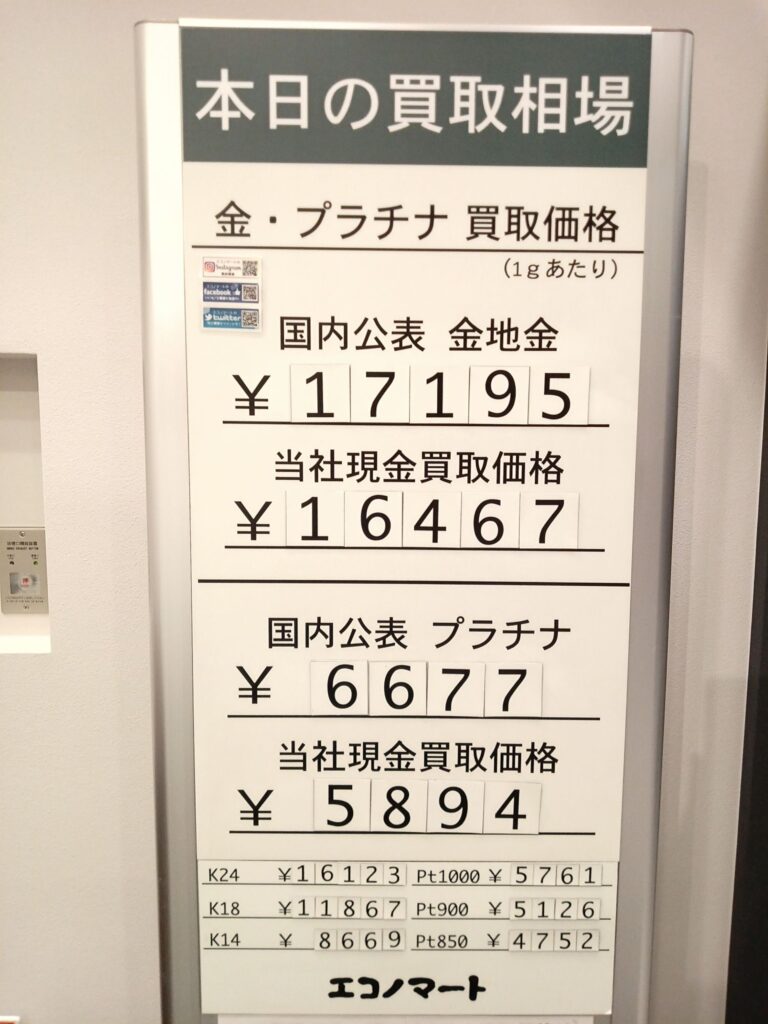 本日の買取相場
金・プラチナ 買取価格
(1gあたり)
Instagram
facebook
twitter
国内公表 金地金
¥17195
当社現金買取価格
¥16467
国内公表 プラチナ
¥6677
当社現金買取価格
¥5894
K24 ¥16123 Pt1000 ¥5761
K18 ¥11867 Pt900 ¥5126
K14 ¥8669 Pt850 ¥4752
エコノマート